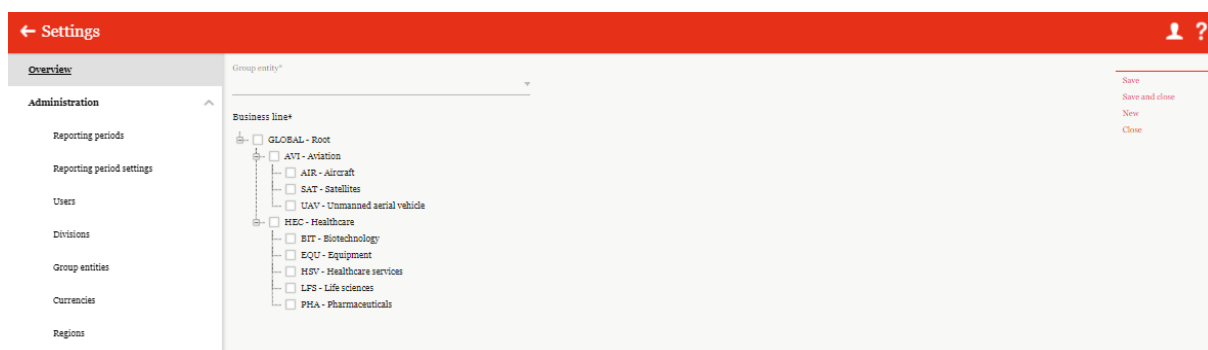 ← Settings
?
Overview
Administration
Reporting periods
Reporting period settings
Users
Divisions
Group entities
Currencies
Regions
Group entity*
Business line*
GLOBAL - Root
AVI - Aviation
AIR - Aircraft
SAT - Satellites
UAV - Unmanned aerial vehicle
HEC - Healthcare
BIT - Biotechnology
EQU - Equipment
HSV - Healthcare services
LFS - Life sciences
PHA - Pharmaceuticals
Save
Save and close
New
Close